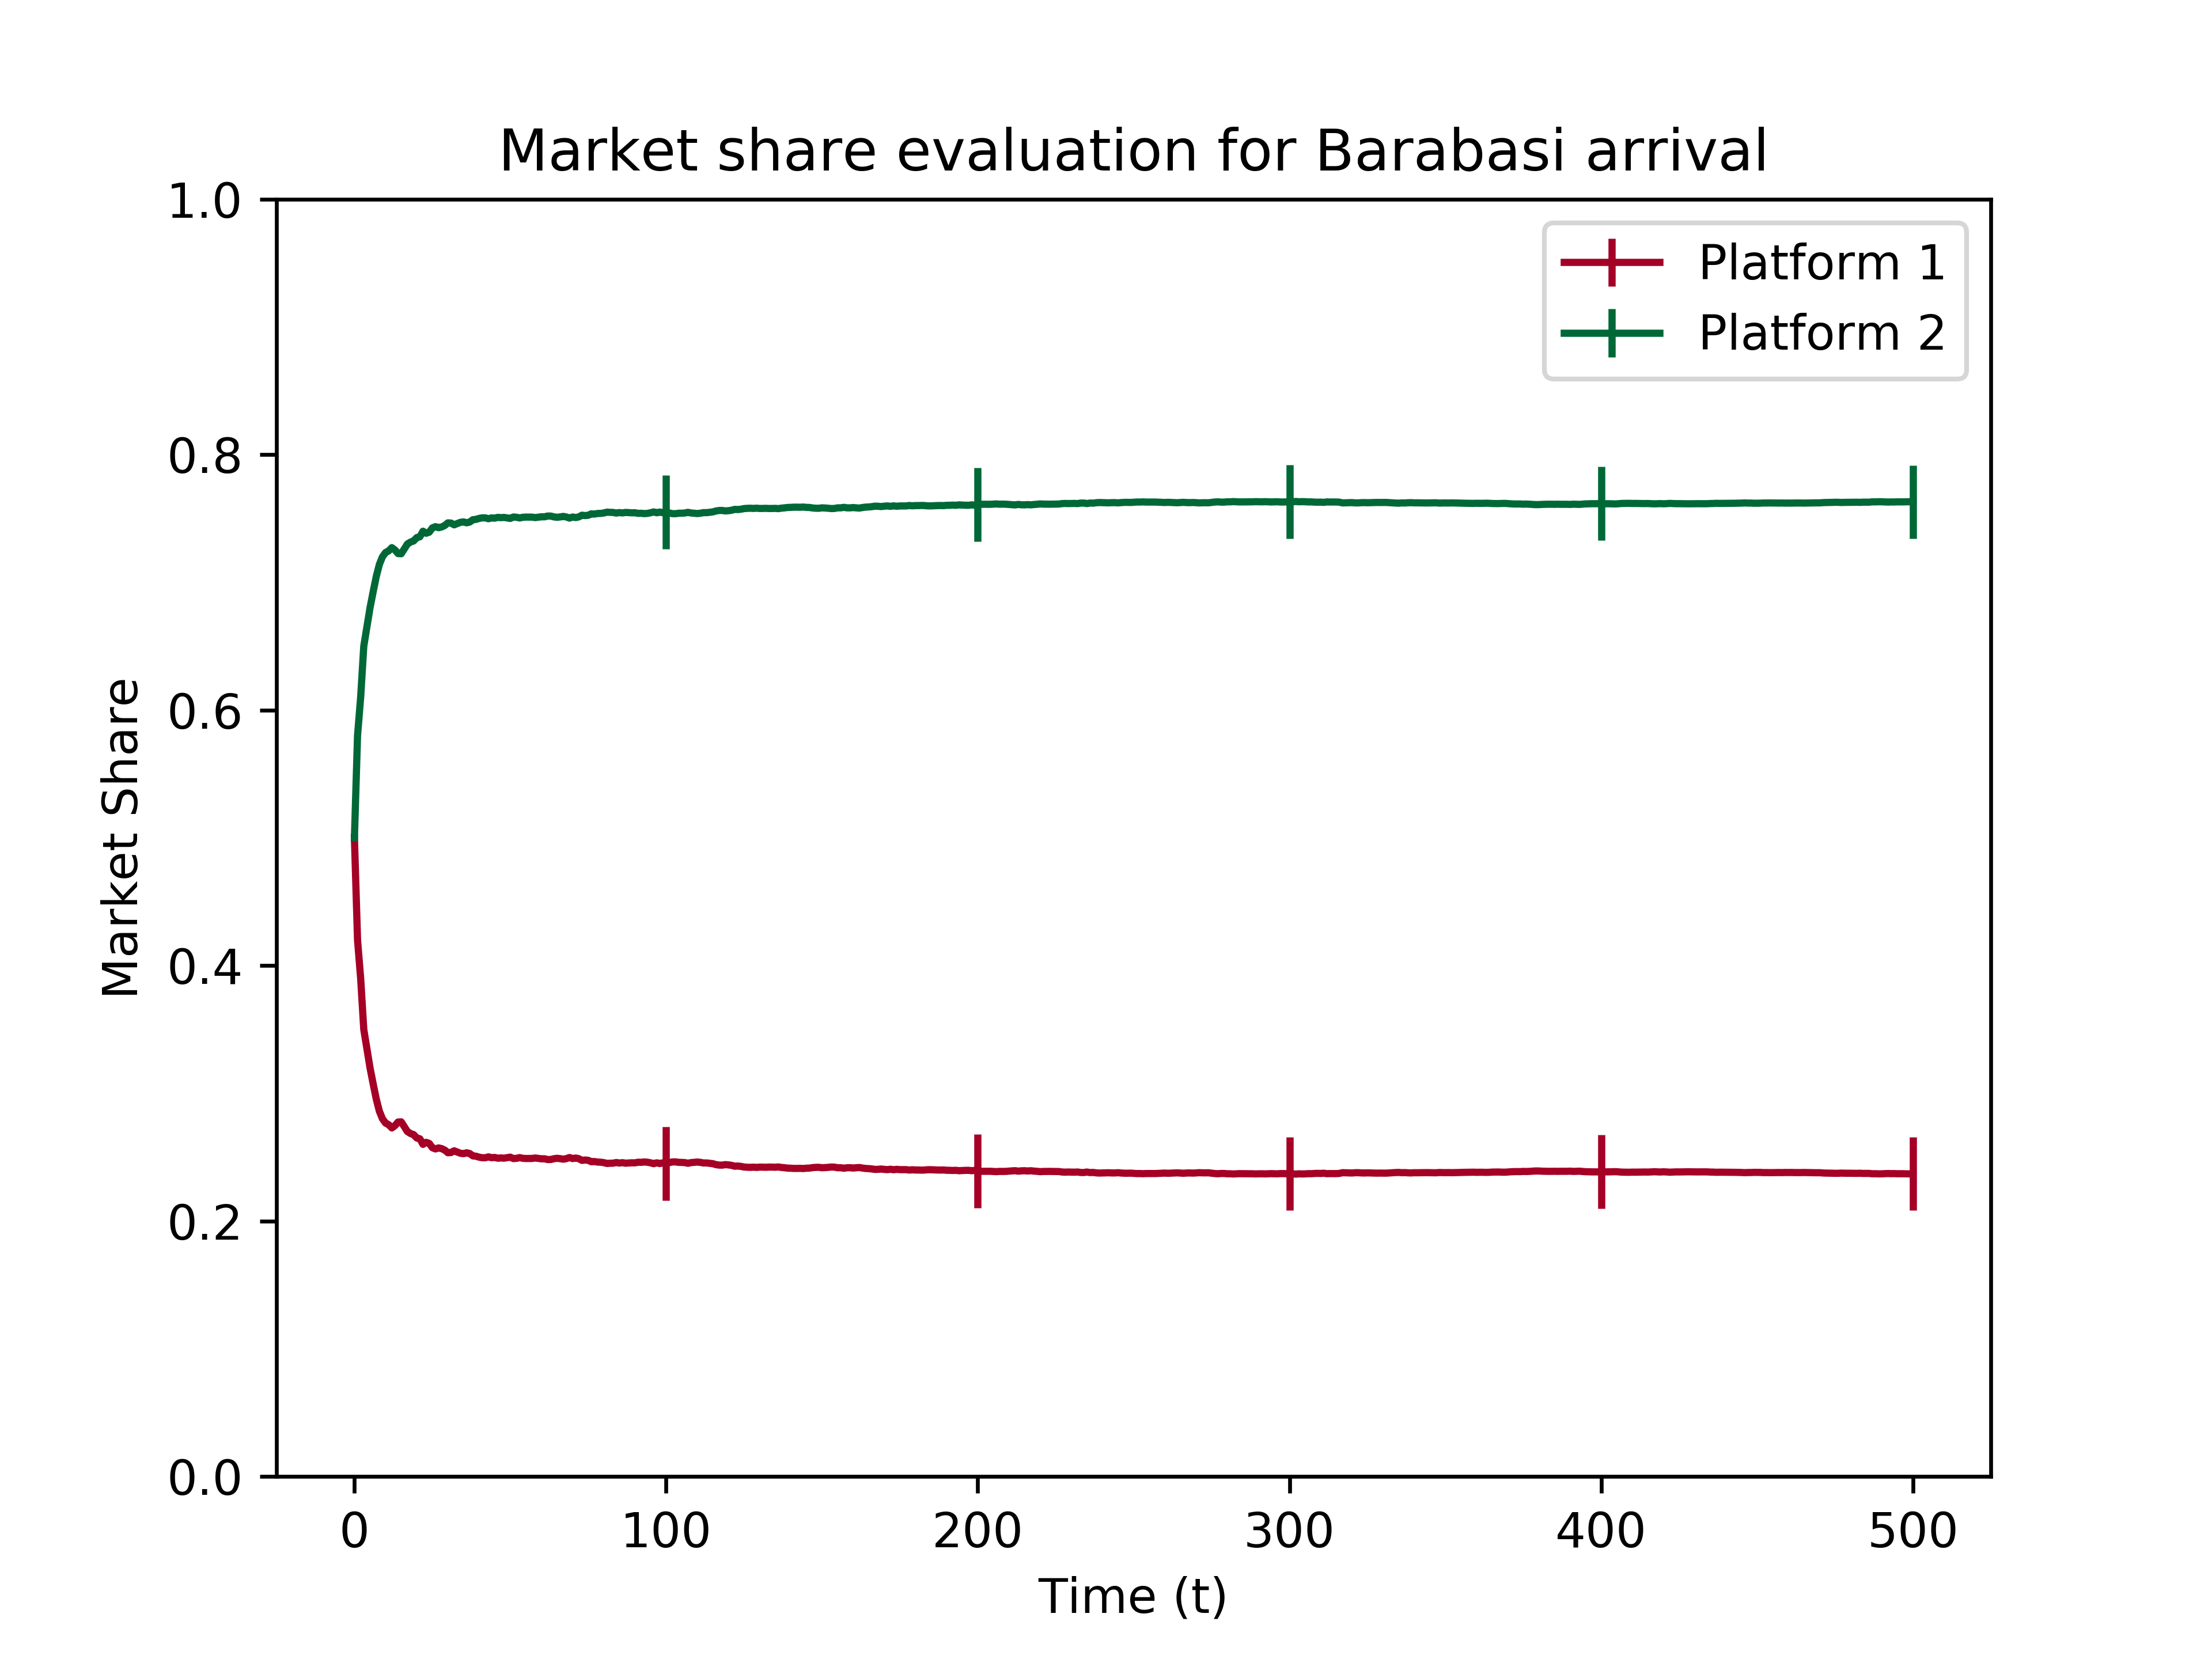 Market share evaluation for Barabasi arrival
1.0
0.8
0.6
0.4
0.2
0.0
Market Share
Platform 1
Platform 2
0 100 200 300 400 500
Time (t)